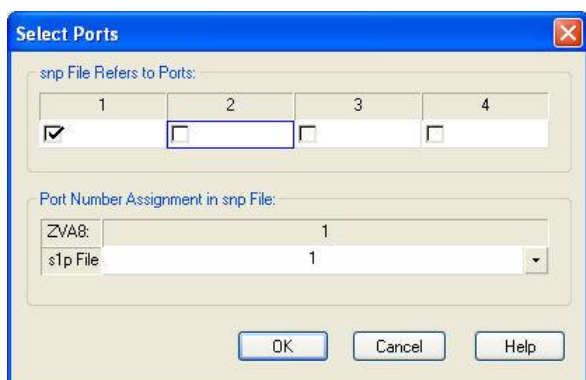 Select Ports
snp File Refers to Ports:
1 2 3 4
Port Number Assignment in snp File:
ZVA8: 1
s1p File 1
OK Cancel Help